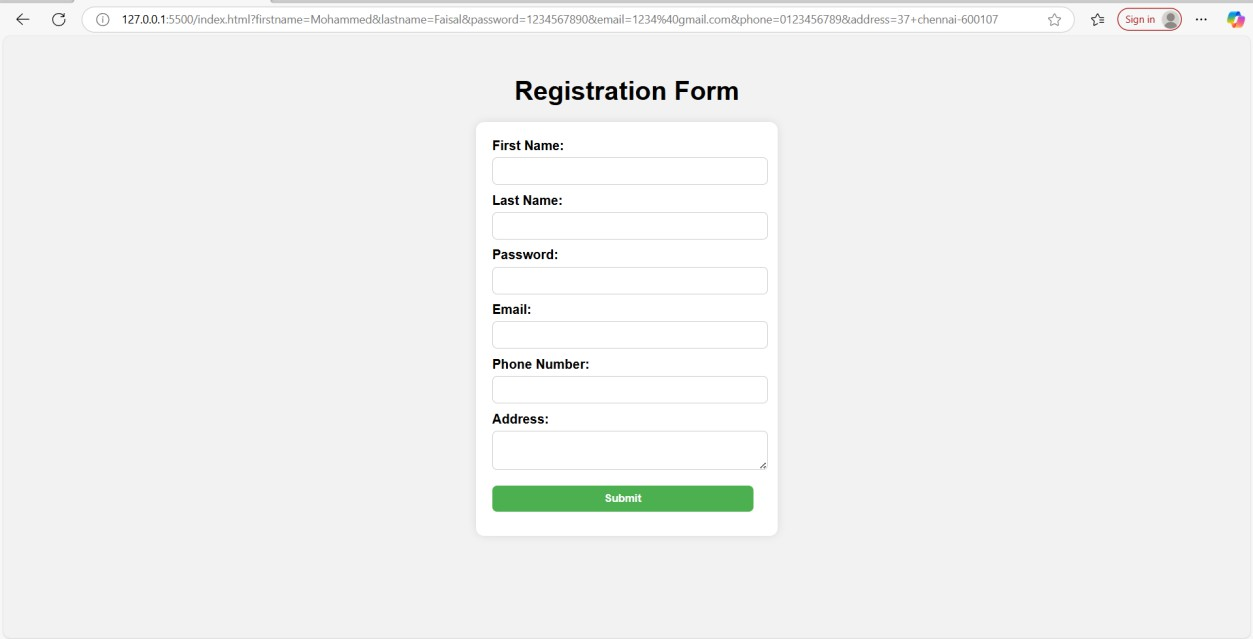 127.0.0.1:5500/index.html?firstname=Mohammed&lastname=Faisal&password=1234567890&email=1234%40gmail.com&phone=0123456789&address=37+chennai-600107
Sign in
Registration Form
First Name:
Last Name:
Password:
Email:
Phone Number:
Address:
Submit